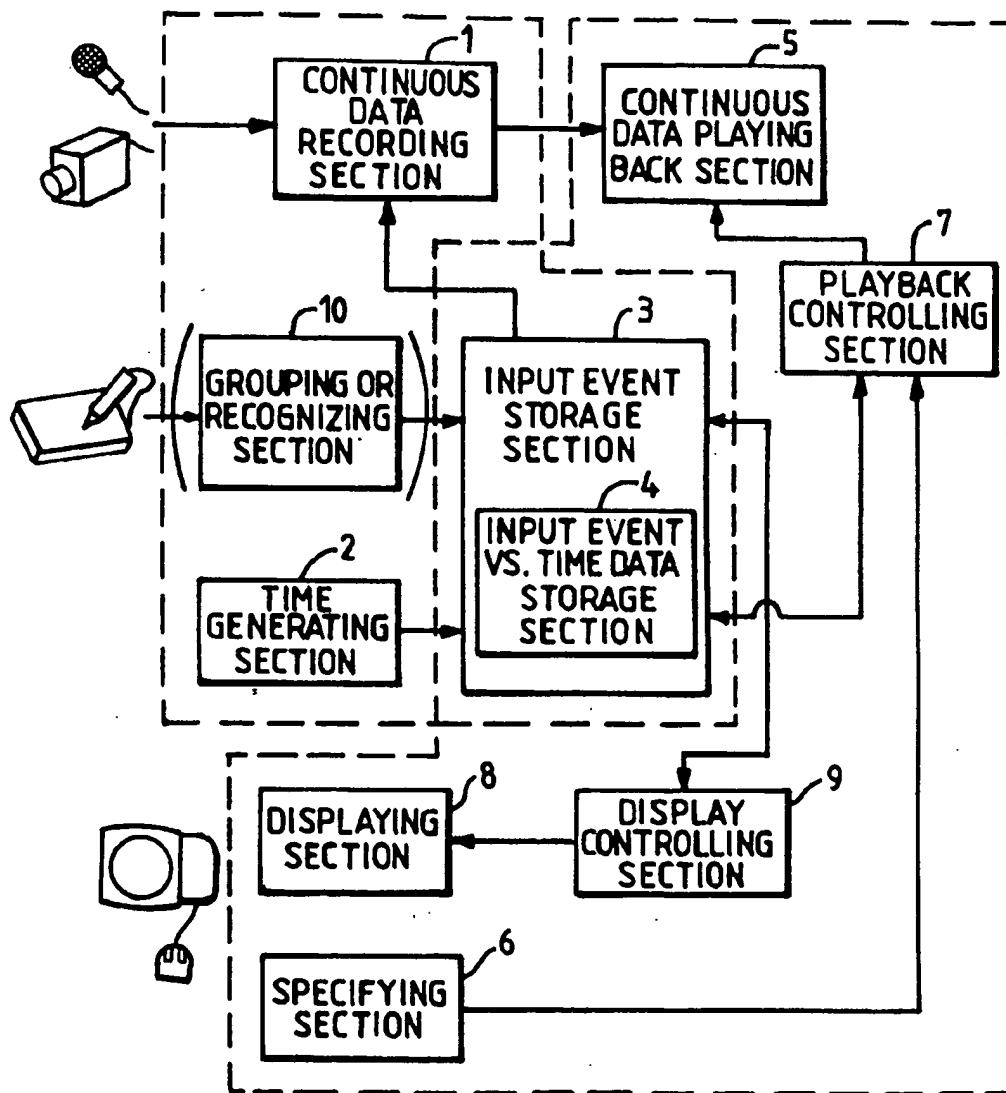 1
CONTINUOUS
DATA
RECORDING
SECTION
5
CONTINUOUS
DATA PLAYING
BACK SECTION
7
PLAYBACK
CONTROLLING
SECTION
10
GROUPING OR
RECOGNIZING
SECTION
3
INPUT EVENT
STORAGE
SECTION
4
INPUT EVENT
VS. TIME DATA
STORAGE
SECTION
2
TIME
GENERATING
SECTION
8
DISPLAYING
SECTION
9
DISPLAY
CONTROLLING
SECTION
6
SPECIFYING
SECTION